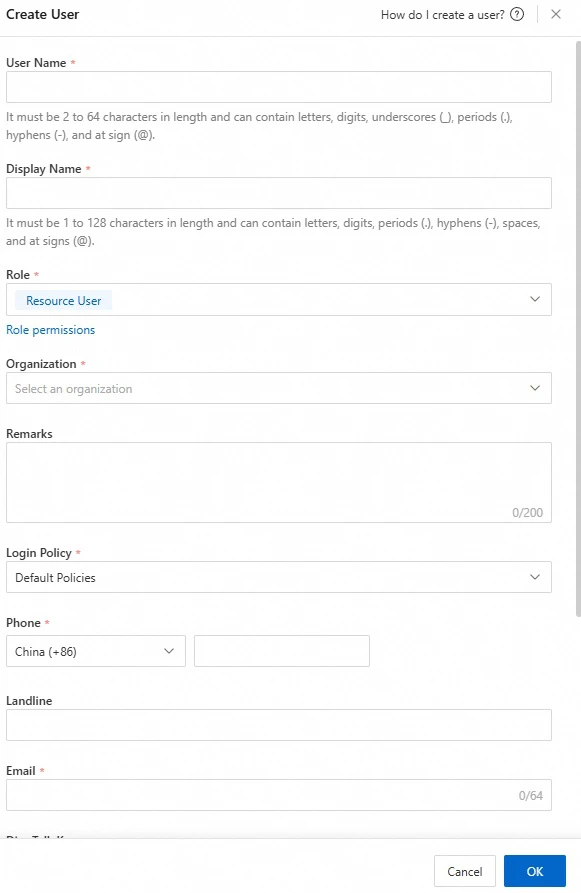 Create User
How do I create a user?
User Name *
It must be 2 to 64 characters in length and can contain letters, digits, underscores (_), periods (.),
hyphens (-), and at sign (@).
Display Name *
It must be 1 to 128 characters in length and can contain letters, digits, periods (.), hyphens (-), spaces,
and at signs (@).
Role *
Resource User
Role permissions
Organization *
Select an organization
Remarks
0/200
Login Policy *
Default Policies
Phone *
China (+86)
Landline
Email *
0/64
Cancel
OK